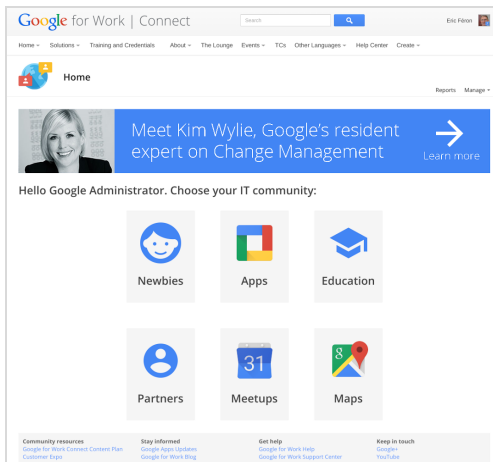 Google for Work | Connect
Search
Eric Féron
Home Solutions Training and Credentials About The Lounge Events TCs Other Languages Help Center Create
Home
Reports Manage
Meet Kim Wylie, Google's resident
expert on Change Management
Learn more
Hello Google Administrator. Choose your IT community:
Newbies Apps Education
31
8
Partners Meetups Maps
Community resources Stay informed Get help Keep in touch
Google for Work Connect Content Plan Google Apps Updates Google for Work Help Google+
Customer Expo Google for Work Blog Google for Work Support Center YouTube